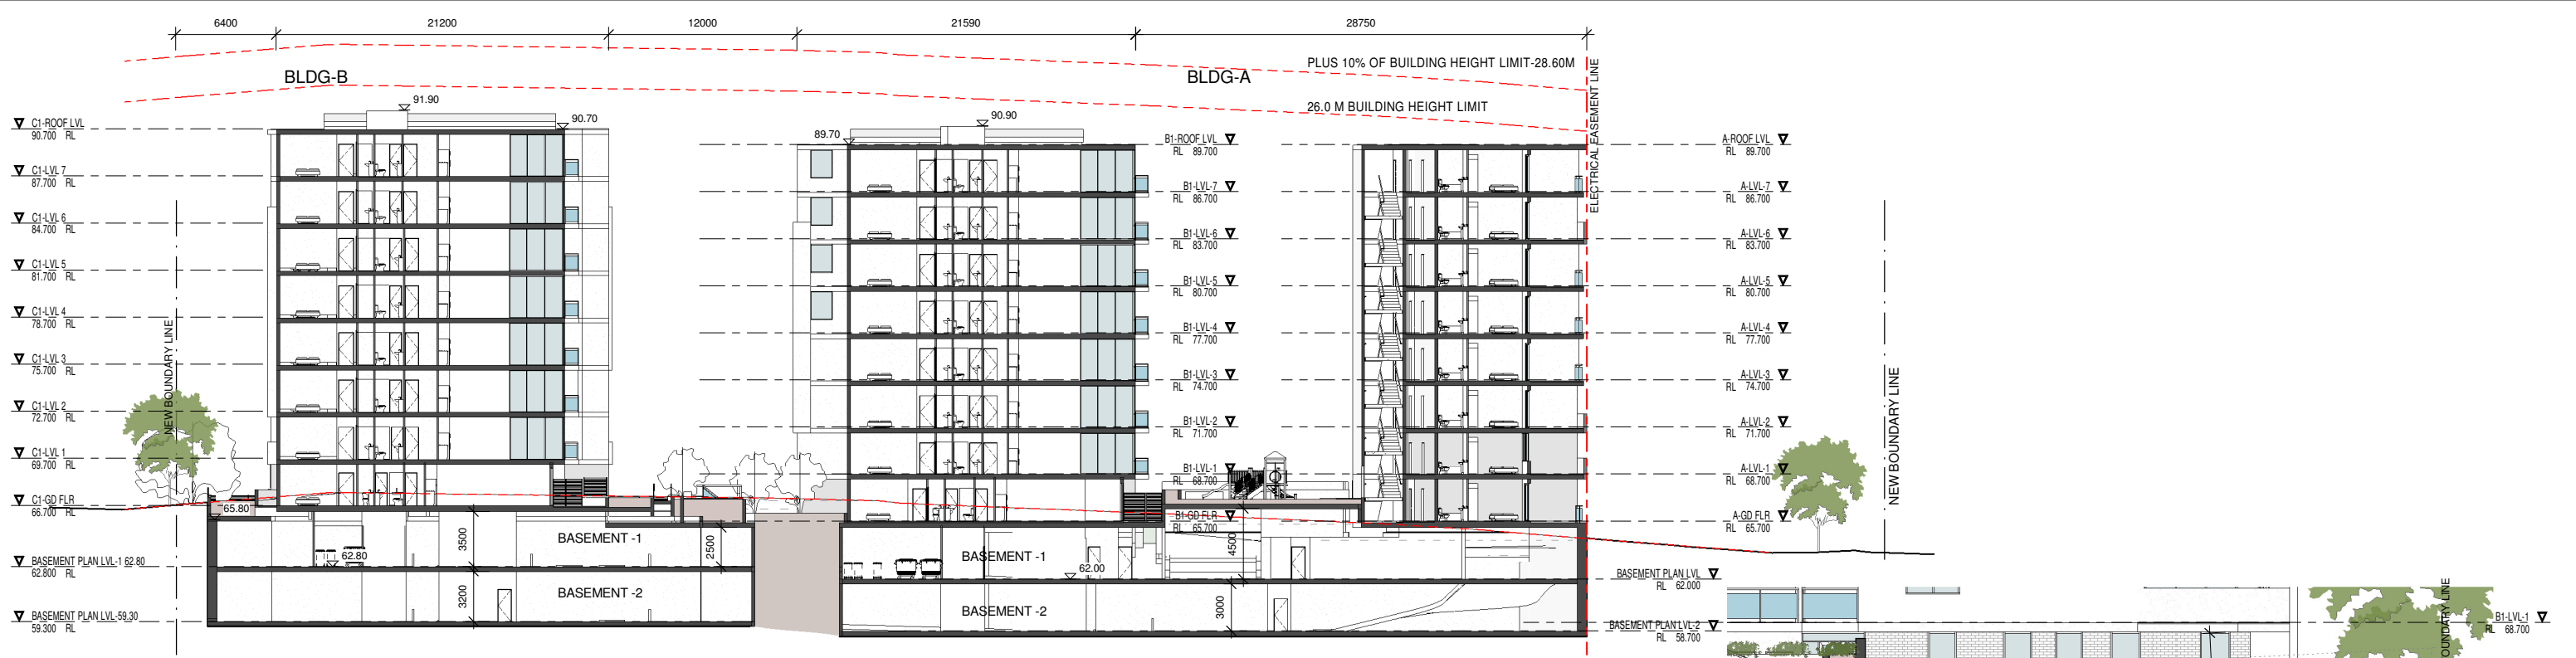 6400 21200 12000 21590 28750
PLUS 10% OF BUILDING HEIGHT LIMIT-28.60M
BLDG-B BLDG-A
26.0 M BUILDING HEIGHT LIMIT
ELECTRICAL EASEMENT LINE
91.90
90.70
89.70
90.90
C1-ROOF LVL
90.700 RL
C1-LVL 7
87.700 RL
C1-LVL 6
84.700 RL
C1-LVL 5
81.700 RL
C1-LVL 4
78.700 RL
C1-LVL 3
75.700 RL
C1-LVL 2
72.700 RL
C1-LVL 1
69.700 RL
C1-GD FLR
66.700 RL
BASEMENT PLAN LVL-1 62.80
62.800 RL
BASEMENT PLAN LVL-59.30
59.300 RL
NEW BOUNDARY LINE
65.80
62.80
3500
3200
BASEMENT -1
2500
BASEMENT -2
B1-ROOF LVL
RL 89.700
B1-LVL-7
RL 86.700
B1-LVL-6
RL 83.700
B1-LVL-5
RL 80.700
B1-LVL-4
RL 77.700
B1-LVL-3
RL 74.700
B1-LVL-2
RL 71.700
B1-LVL-1
RL 68.700
B1-GD FLR
RL 65.700
4500
BASEMENT -1
62.00
BASEMENT -2
3000
A-ROOF LVL
RL 89.700
A-LVL-7
RL 86.700
A-LVL-6
RL 83.700
A-LVL-5
RL 80.700
A-LVL-4
RL 77.700
A-LVL-3
RL 74.700
A-LVL-2
RL 71.700
A-LVL-1
RL 68.700
A-GD FLR
RL 65.700
BASEMENT PLAN LVL
RL 62.000
BASEMENT PLAN LVL-2
RL 58.700
NEW BOUNDARY LINE
OUNDARY LINE
B1-LVL-1
RL 68.700